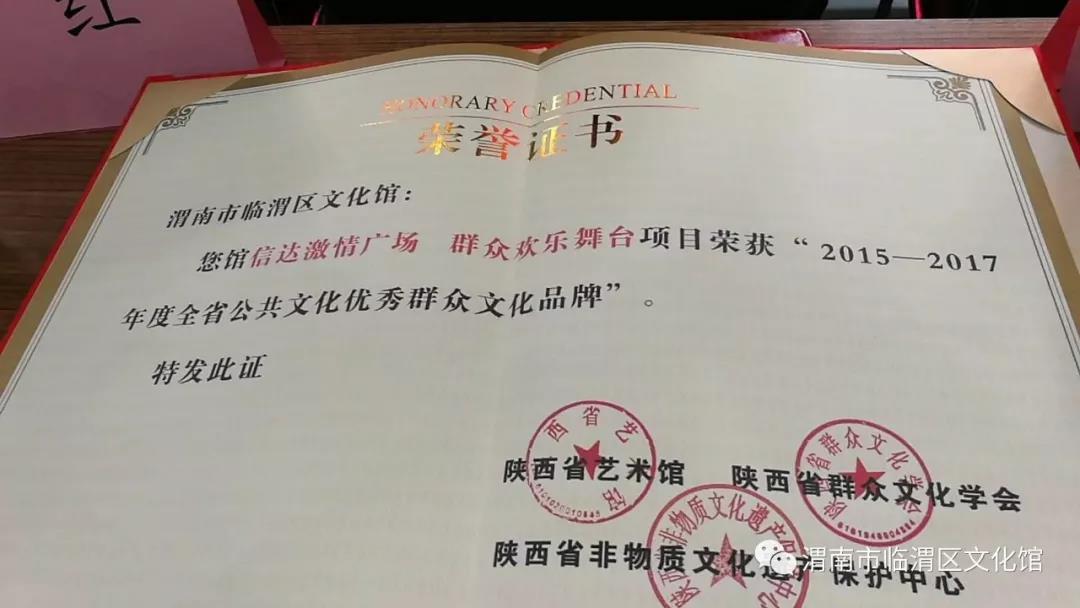 HONORARY CREDENTIAL
荣誉证书
渭南市临渭区文化馆：
您馆信达激情广场 群众欢乐舞台项目荣获“2015—2017
年度全省公共文化优秀群众文化品牌”。
特发此证
陕西省艺术馆 陕西省群众文化学会
陕西省非物质文化遗产保护中心
渭南市临渭区文化馆